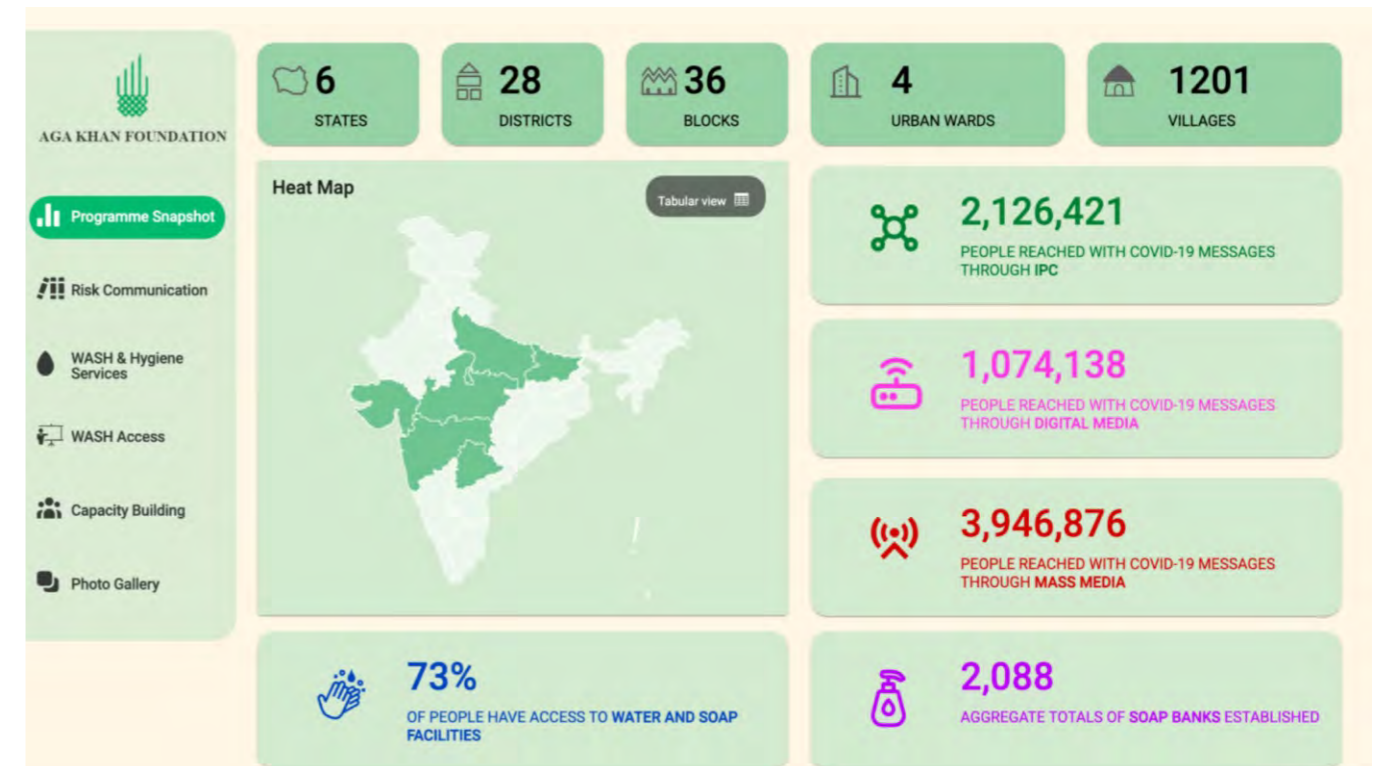 AGA KHAN FOUNDATION
Programme Snapshot
Risk Communication
WASH & Hygiene
Services
WASH Access
Capacity Building
Photo Gallery
6
STATES
28
DISTRICTS
36
BLOCKS
4
URBAN WARDS
1201
VILLAGES
Heat Map
Tabular view
2,126,421
PEOPLE REACHED WITH COVID-19 MESSAGES
THROUGH IPC
1,074,138
PEOPLE REACHED WITH COVID-19 MESSAGES
THROUGH DIGITAL MEDIA
3,946,876
PEOPLE REACHED WITH COVID-19 MESSAGES
THROUGH MASS MEDIA
73%
OF PEOPLE HAVE ACCESS TO WATER AND SOAP
FACILITIES
2,088
AGGREGATE TOTALS OF SOAP BANKS ESTABLISHED